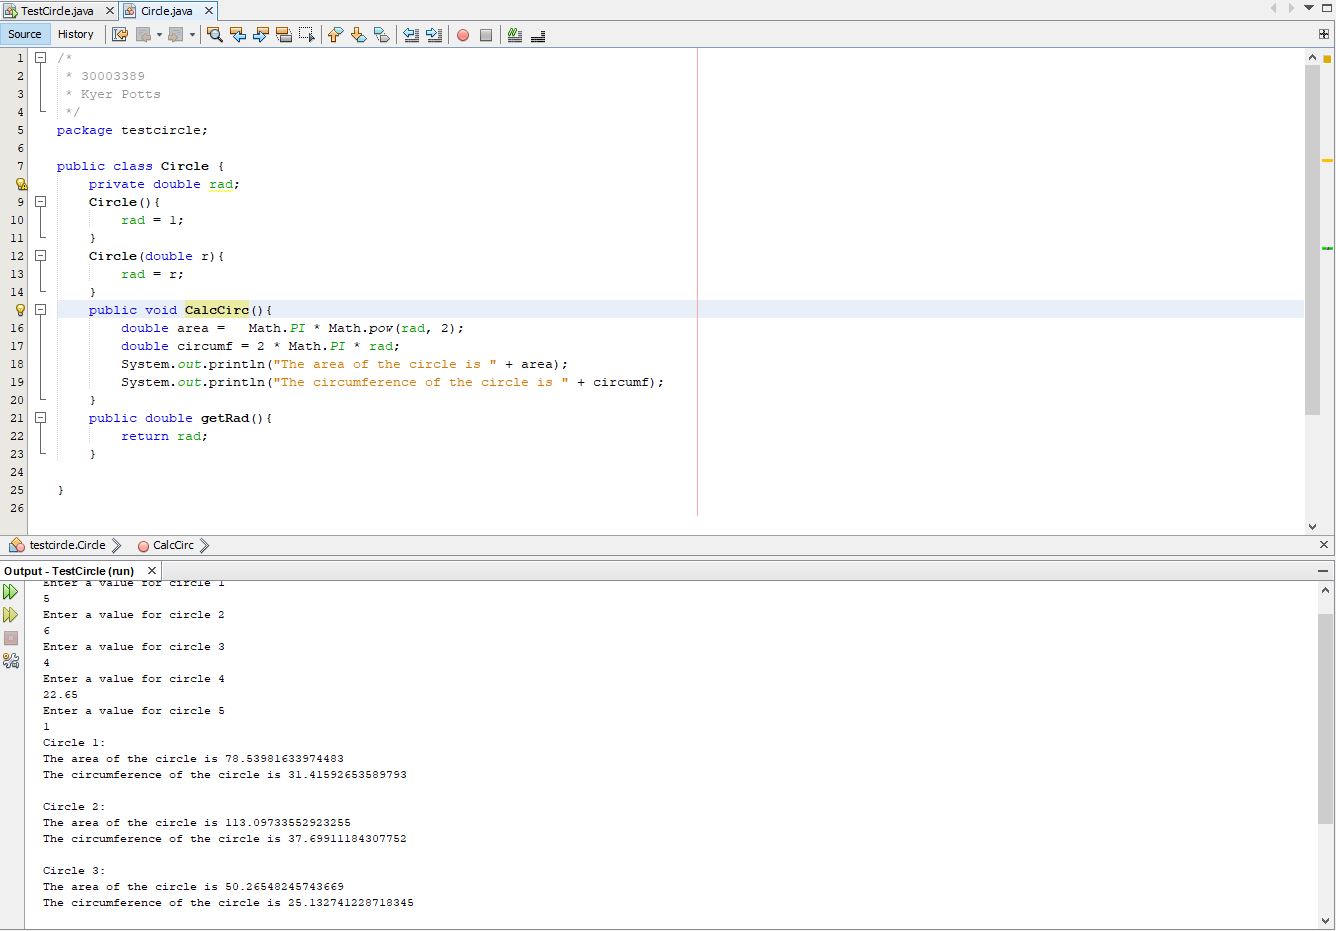 TestCircle.java
Circle.java
Source
History
1 /*
2 * 30003389
3 * Kyer Potts
4 */
5 package testcircle;
6
7 public class Circle {
private double rad;
9 Circle(){
10 rad = 1;
11 }
12 Circle(double r){
13 rad = r;
14 }
public void CalcCirc(){
16 double area =   Math.PI * Math.pow(rad, 2);
17 double circumf = 2 * Math.PI * rad;
18 System.out.println("The area of the circle is " + area);
19 System.out.println("The circumference of the circle is " + circumf);
20 }
21 public double getRad(){
22 return rad;
23 }
24
25 }
26
testcircle.Circle
CalcCirc
Output - TestCircle (run)
Enter a value for circle 1
5
Enter a value for circle 2
6
Enter a value for circle 3
4
Enter a value for circle 4
22.65
Enter a value for circle 5
1
Circle 1:
The area of the circle is 78.53981633974483
The circumference of the circle is 31.41592653589793
Circle 2:
The area of the circle is 113.09733552923255
The circumference of the circle is 37.69911184307752
Circle 3:
The area of the circle is 50.26548245743669
The circumference of the circle is 25.132741228718345